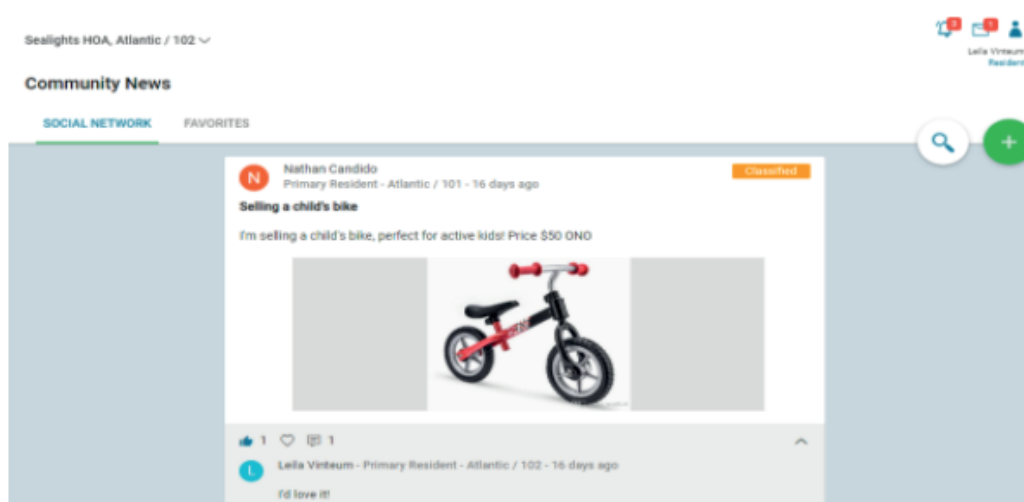 Sealights HOA, Atlantic / 102
3
1
Leila Vinteum
Resident
Community News
SOCIAL NETWORK
FAVORITES
+
N
Nathan Candido
Classified
Primary Resident - Atlantic / 101 - 16 days ago
Selling a child's bike
I'm selling a child's bike, perfect for active kids! Price $50 ONO
1
1
L
Leila Vinteum - Primary Resident - Atlantic / 102 - 16 days ago
I'd love it!